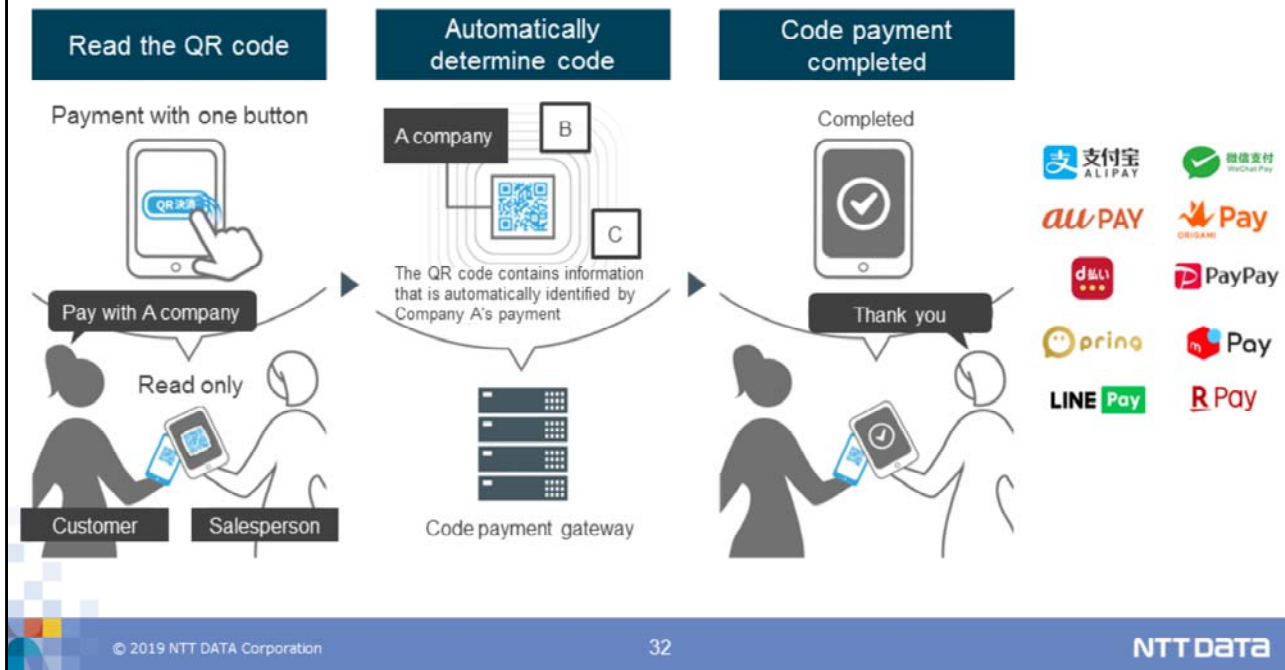 Read the QR code
Payment with one button
QR決済
Pay with A company
Read only
Customer
Salesperson
Automatically
determine code
A company
B
C
The QR code contains information
that is automatically identified by
Company A's payment
Code payment gateway
Code payment
completed
Completed
Thank you
支付宝
ALIPAY
微信支付
WeChat Pay
au PAY
Pay
ORIGAMI
d払い
PayPay
pring
m Pay
LINE Pay
R Pay
© 2019 NTT DATA Corporation
32
NTT DATA